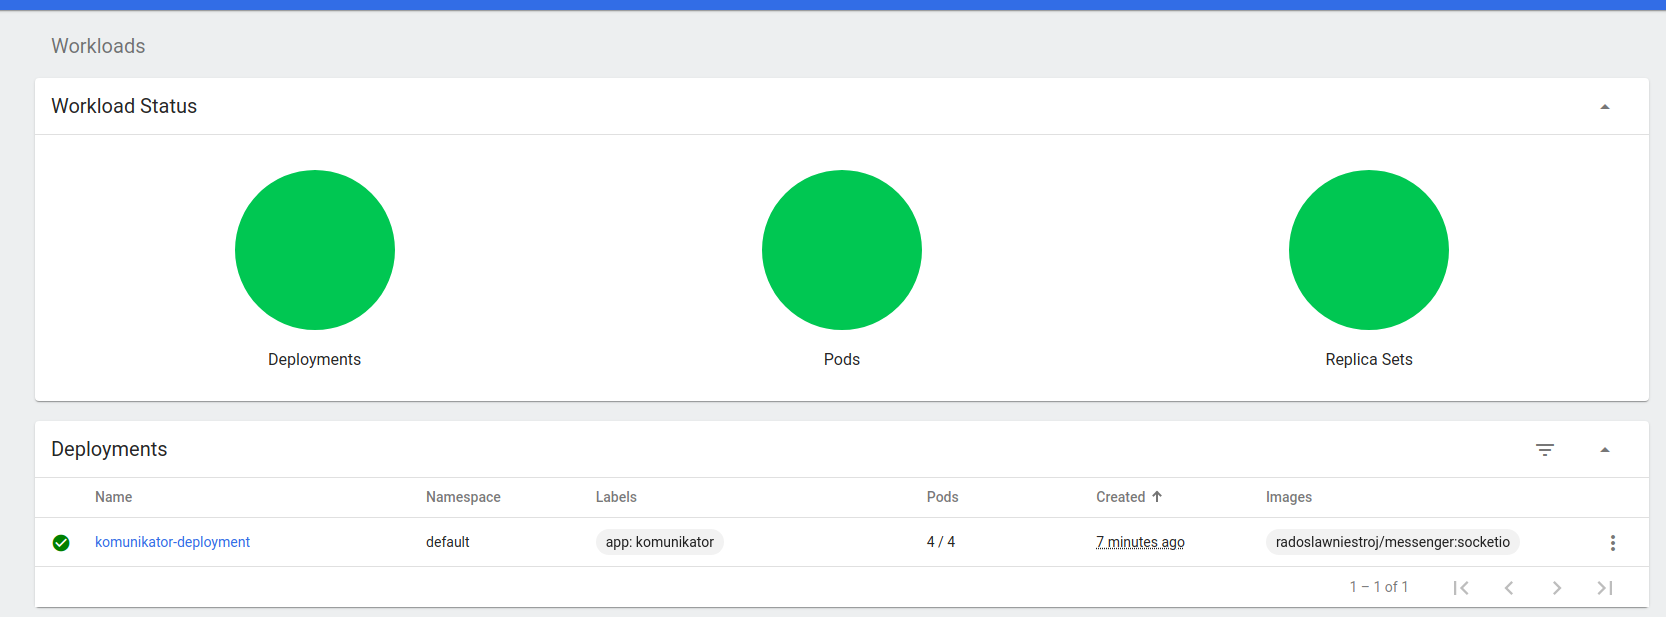 Workloads
Workload Status
Deployments Pods Replica Sets
Deployments
Name Namespace Labels Pods Created Images
komunikator-deployment default app: komunikator 4 / 4 7 minutes ago radoslawniestroj/messenger:socketio
1 – 1 of 1